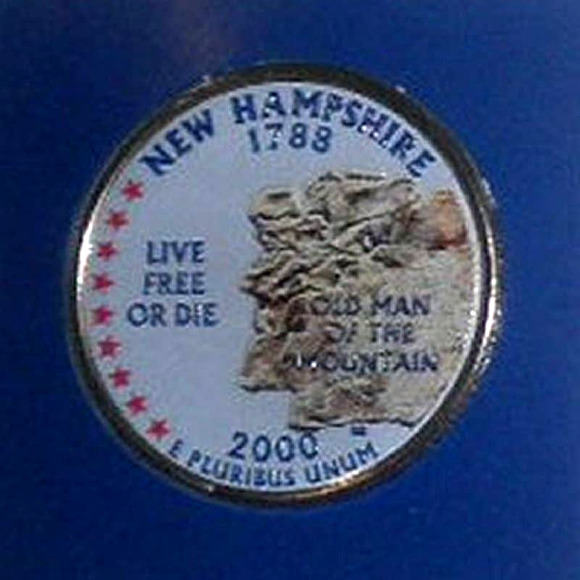 NEW HAMPSHIRE
1788
LIVE
FREE
OR DIE
OLD MAN
OF THE
MOUNTAIN
2000
E PLURIBUS UNUM